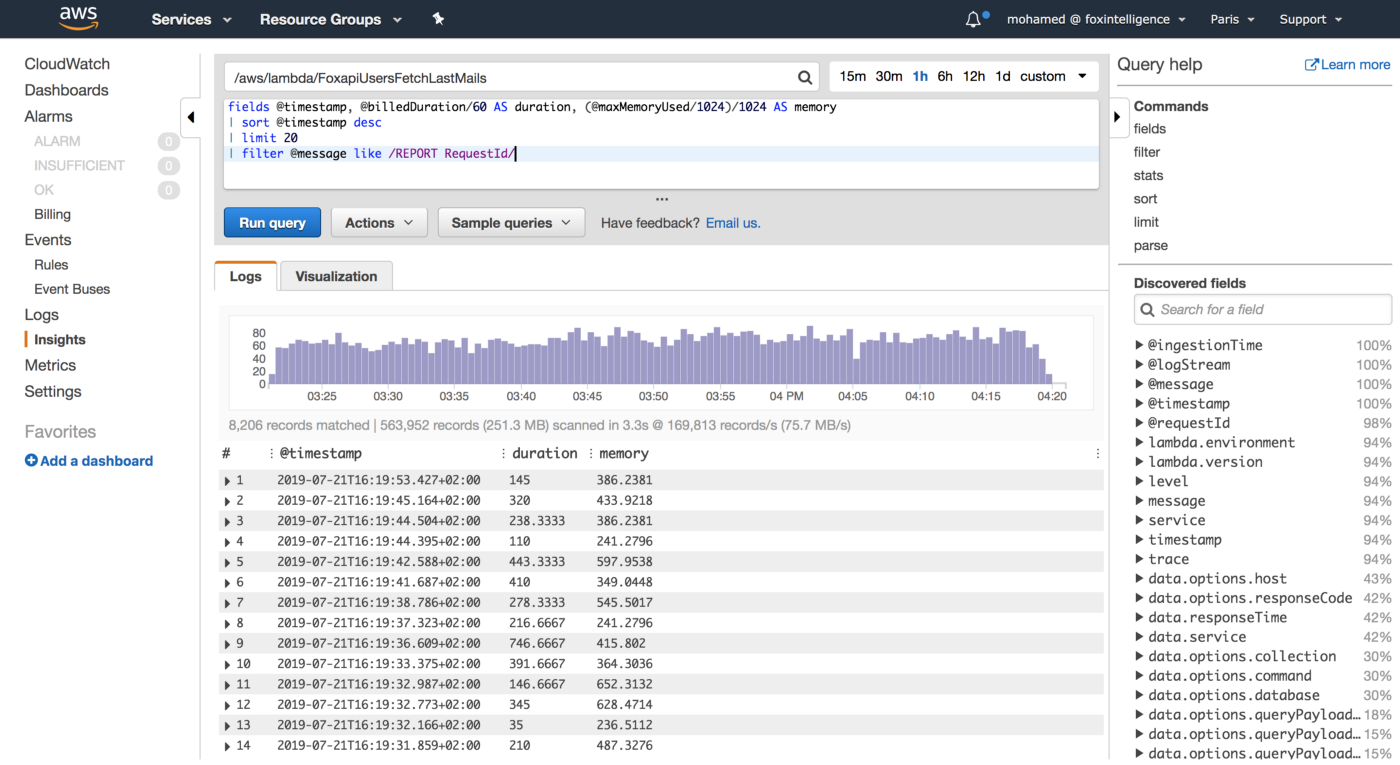 aws
Services
Resource Groups
mohamed @ foxintelligence
Paris
Support
CloudWatch
Dashboards
Alarms
ALARM 0
INSUFFICIENT 0
OK 0
Billing
Events
Rules
Event Buses
Logs
Insights
Metrics
Settings
Favorites
Add a dashboard
/aws/lambda/FoxapiUsersFetchLastMails
15m 30m 1h 6h 12h 1d custom
fields @timestamp, @billedDuration/60 AS duration, (@maxMemoryUsed/1024)/1024 AS memory
| sort @timestamp desc
| limit 20
| filter @message like /REPORT RequestId/
Run query
Actions
Sample queries
Have feedback? Email us.
Logs
Visualization
80
60
40
20
0
03:25 03:30 03:35 03:40 03:45 03:50 03:55 04 PM 04:05 04:10 04:15 04:20
8,206 records matched | 563,952 records (251.3 MB) scanned in 3.3s @ 169,813 records/s (75.7 MB/s)
# @timestamp duration memory
1 2019-07-21T16:19:53.427+02:00 145 386.2381
2 2019-07-21T16:19:45.164+02:00 320 433.9218
3 2019-07-21T16:19:44.504+02:00 238.3333 386.2381
4 2019-07-21T16:19:44.395+02:00 110 241.2796
5 2019-07-21T16:19:42.588+02:00 443.3333 597.9538
6 2019-07-21T16:19:41.687+02:00 410 349.0448
7 2019-07-21T16:19:38.786+02:00 278.3333 545.5017
8 2019-07-21T16:19:37.323+02:00 216.6667 241.2796
9 2019-07-21T16:19:36.609+02:00 746.6667 415.802
10 2019-07-21T16:19:33.375+02:00 391.6667 364.3036
11 2019-07-21T16:19:32.987+02:00 146.6667 652.3132
12 2019-07-21T16:19:32.773+02:00 345 628.4714
13 2019-07-21T16:19:32.166+02:00 35 236.5112
14 2019-07-21T16:19:31.859+02:00 210 487.3276
Query help
Learn more
Commands
fields
filter
stats
sort
limit
parse
Discovered fields
Search for a field
@ingestionTime 100%
@logStream 100%
@message 100%
@timestamp 100%
@requestId 98%
lambda.environment 94%
lambda.version 94%
level 94%
message 94%
service 94%
timestamp 94%
trace 94%
data.options.host 43%
data.options.responseCode 42%
data.responseTime 42%
data.service 42%
data.options.collection 30%
data.options.command 30%
data.options.database 30%
data.options.queryPayload... 18%
data.options.queryPayload... 15%
data.options.queryPayload... 15%